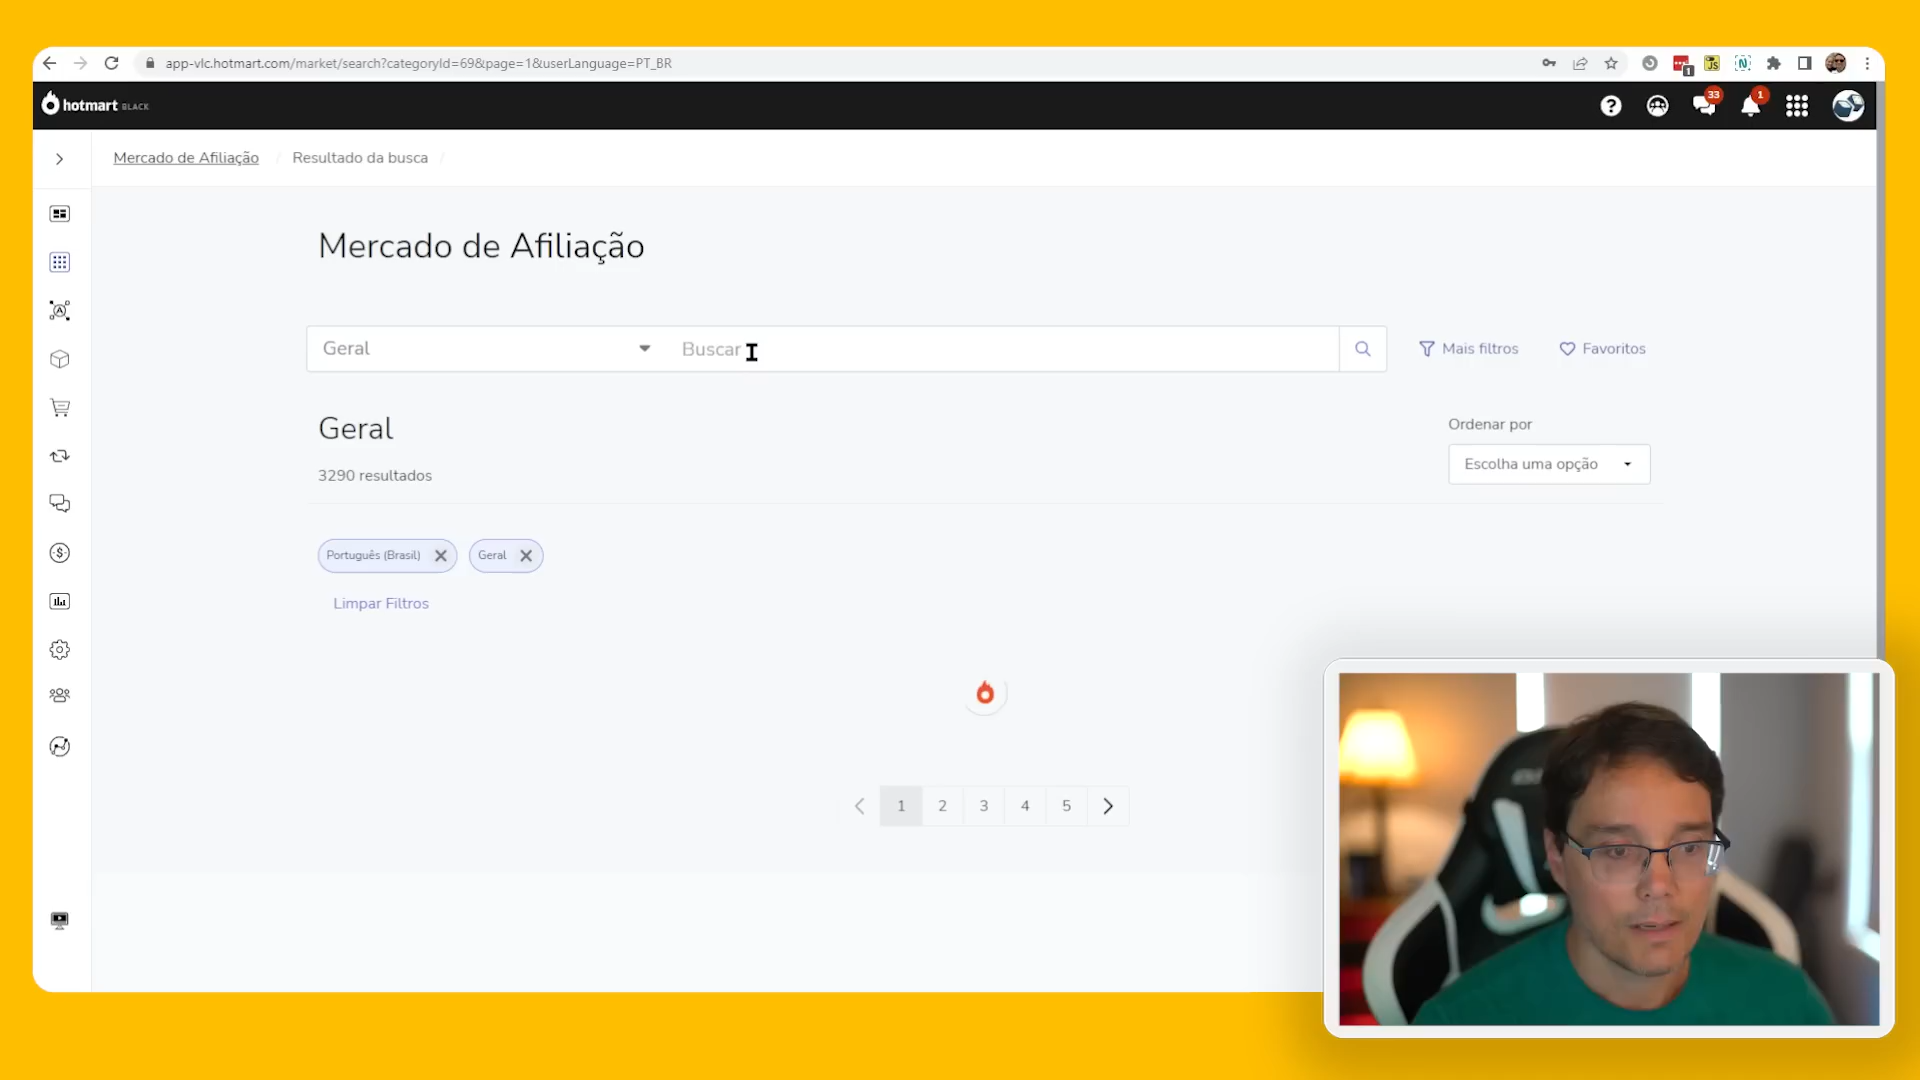 app-vlc.hotmart.com/market/search?categoryId=69&page=1&userLanguage=PT_BR
1
JS
N
hotmart BLACK
33
1
Mercado de Afiliação / Resultado da busca /
Mercado de Afiliação
Geral
Buscar
Mais filtros
Favoritos
Geral
Ordenar por
Escolha uma opção
3290 resultados
Português (Brasil)
Geral
Limpar Filtros
1 2 3 4 5